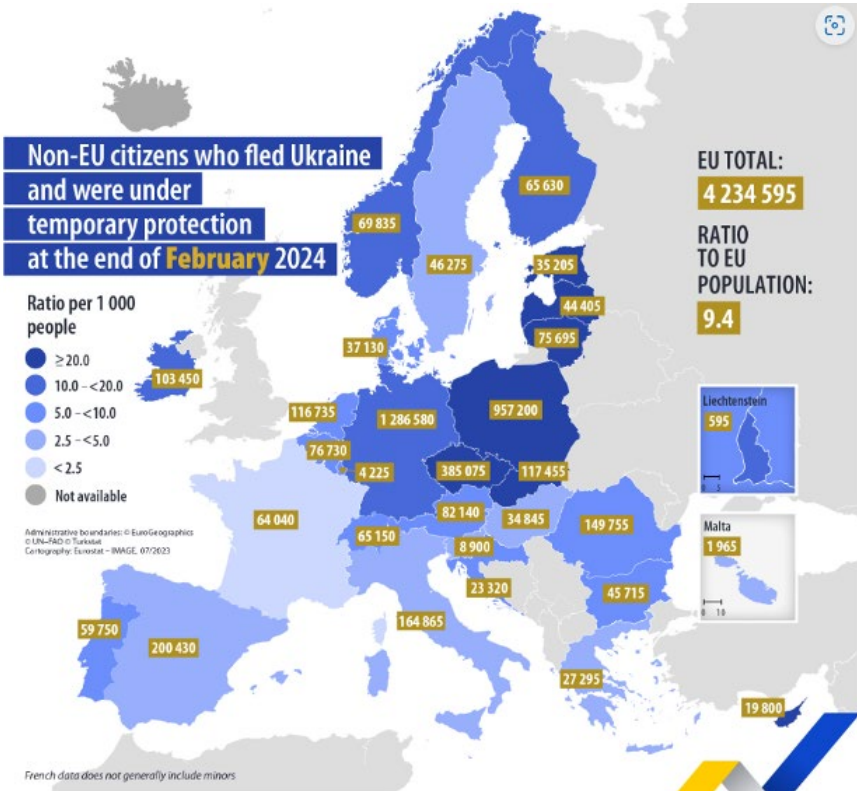 Non-EU citizens who fled Ukraine
and were under
temporary protection
at the end of February 2024
Ratio per 1 000
people
≥20.0
10.0 - <20.0
5.0 - <10.0
2.5 - <5.0
< 2.5
Not available
Administrative boundaries: © EuroGeographics
© UN-FAO © Turkstat
Cartography: Eurostat - IMAGE, 07/2023
EU TOTAL:
4 234 595
RATIO
TO EU
POPULATION:
9.4
69 835
65 630
46 275
35 205
44 405
75 695
37 130
103 450
116 735
1 286 580
957 200
76 730
4 225
385 075
117 455
64 040
65 150
82 140
34 845
149 755
8 900
23 320
45 715
59 750
200 430
164 865
27 295
19 800
Liechtenstein
595
0 5
Malta
1 965
0 10
French data does not generally include minors